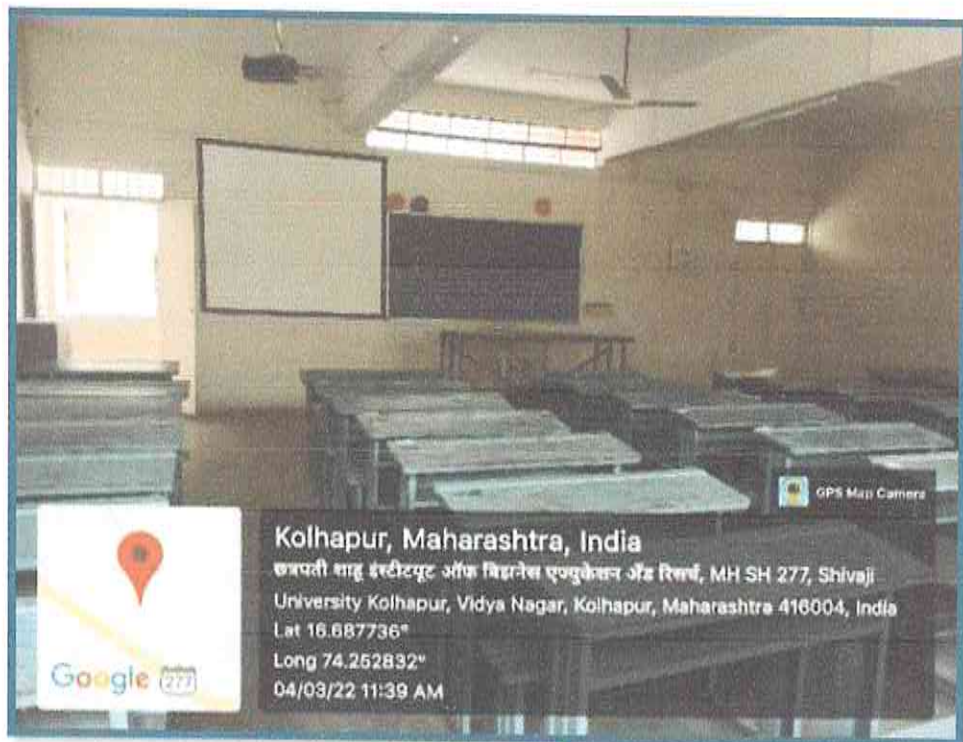 GPS Map Camera
Kolhapur, Maharashtra, India
छत्रपती शाहू इंस्टीटयूट ऑफ बिझनेस एज्युकेशन अँड रिसर्च, MH SH 277, Shivaji
University Kolhapur, Vidya Nagar, Kolhapur, Maharashtra 416004, India
Lat 16.687736°
Long 74.252832°
04/03/22 11:39 AM
Google
277